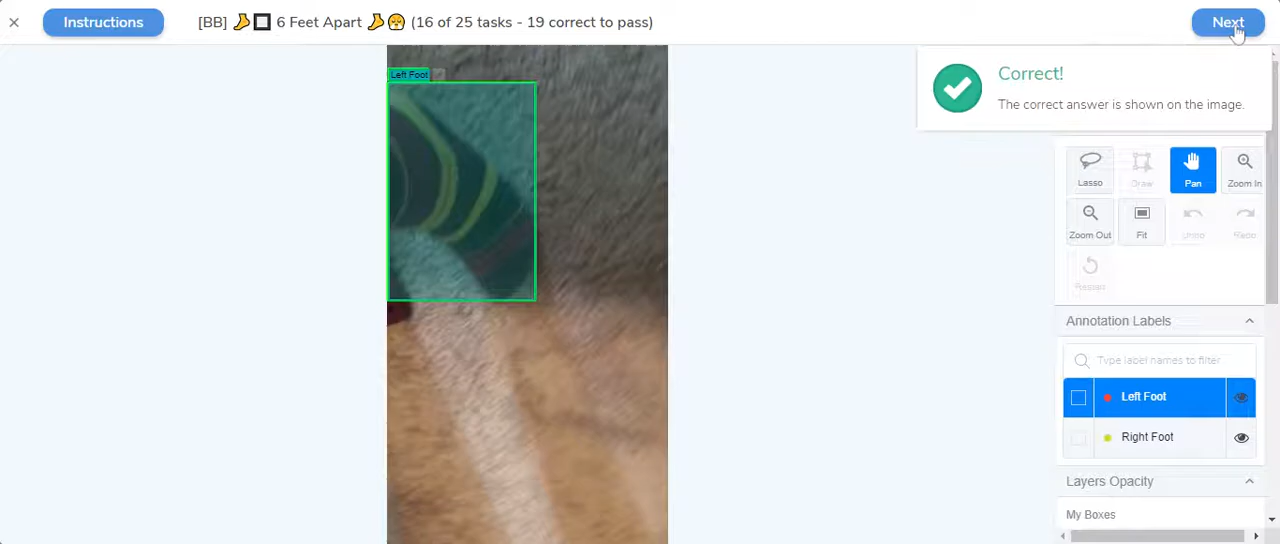 Instructions
[BB] 🦶🔲 6 Feet Apart 🦶😷 (16 of 25 tasks - 19 correct to pass)
Next
Correct!
The correct answer is shown on the image.
Left Foot
Lasso
Draw
Pan
Zoom In
Zoom Out
Fit
Undo
Redo
Annotation Labels
Type label names to filter
Left Foot
Right Foot
Layers Opacity
My Boxes